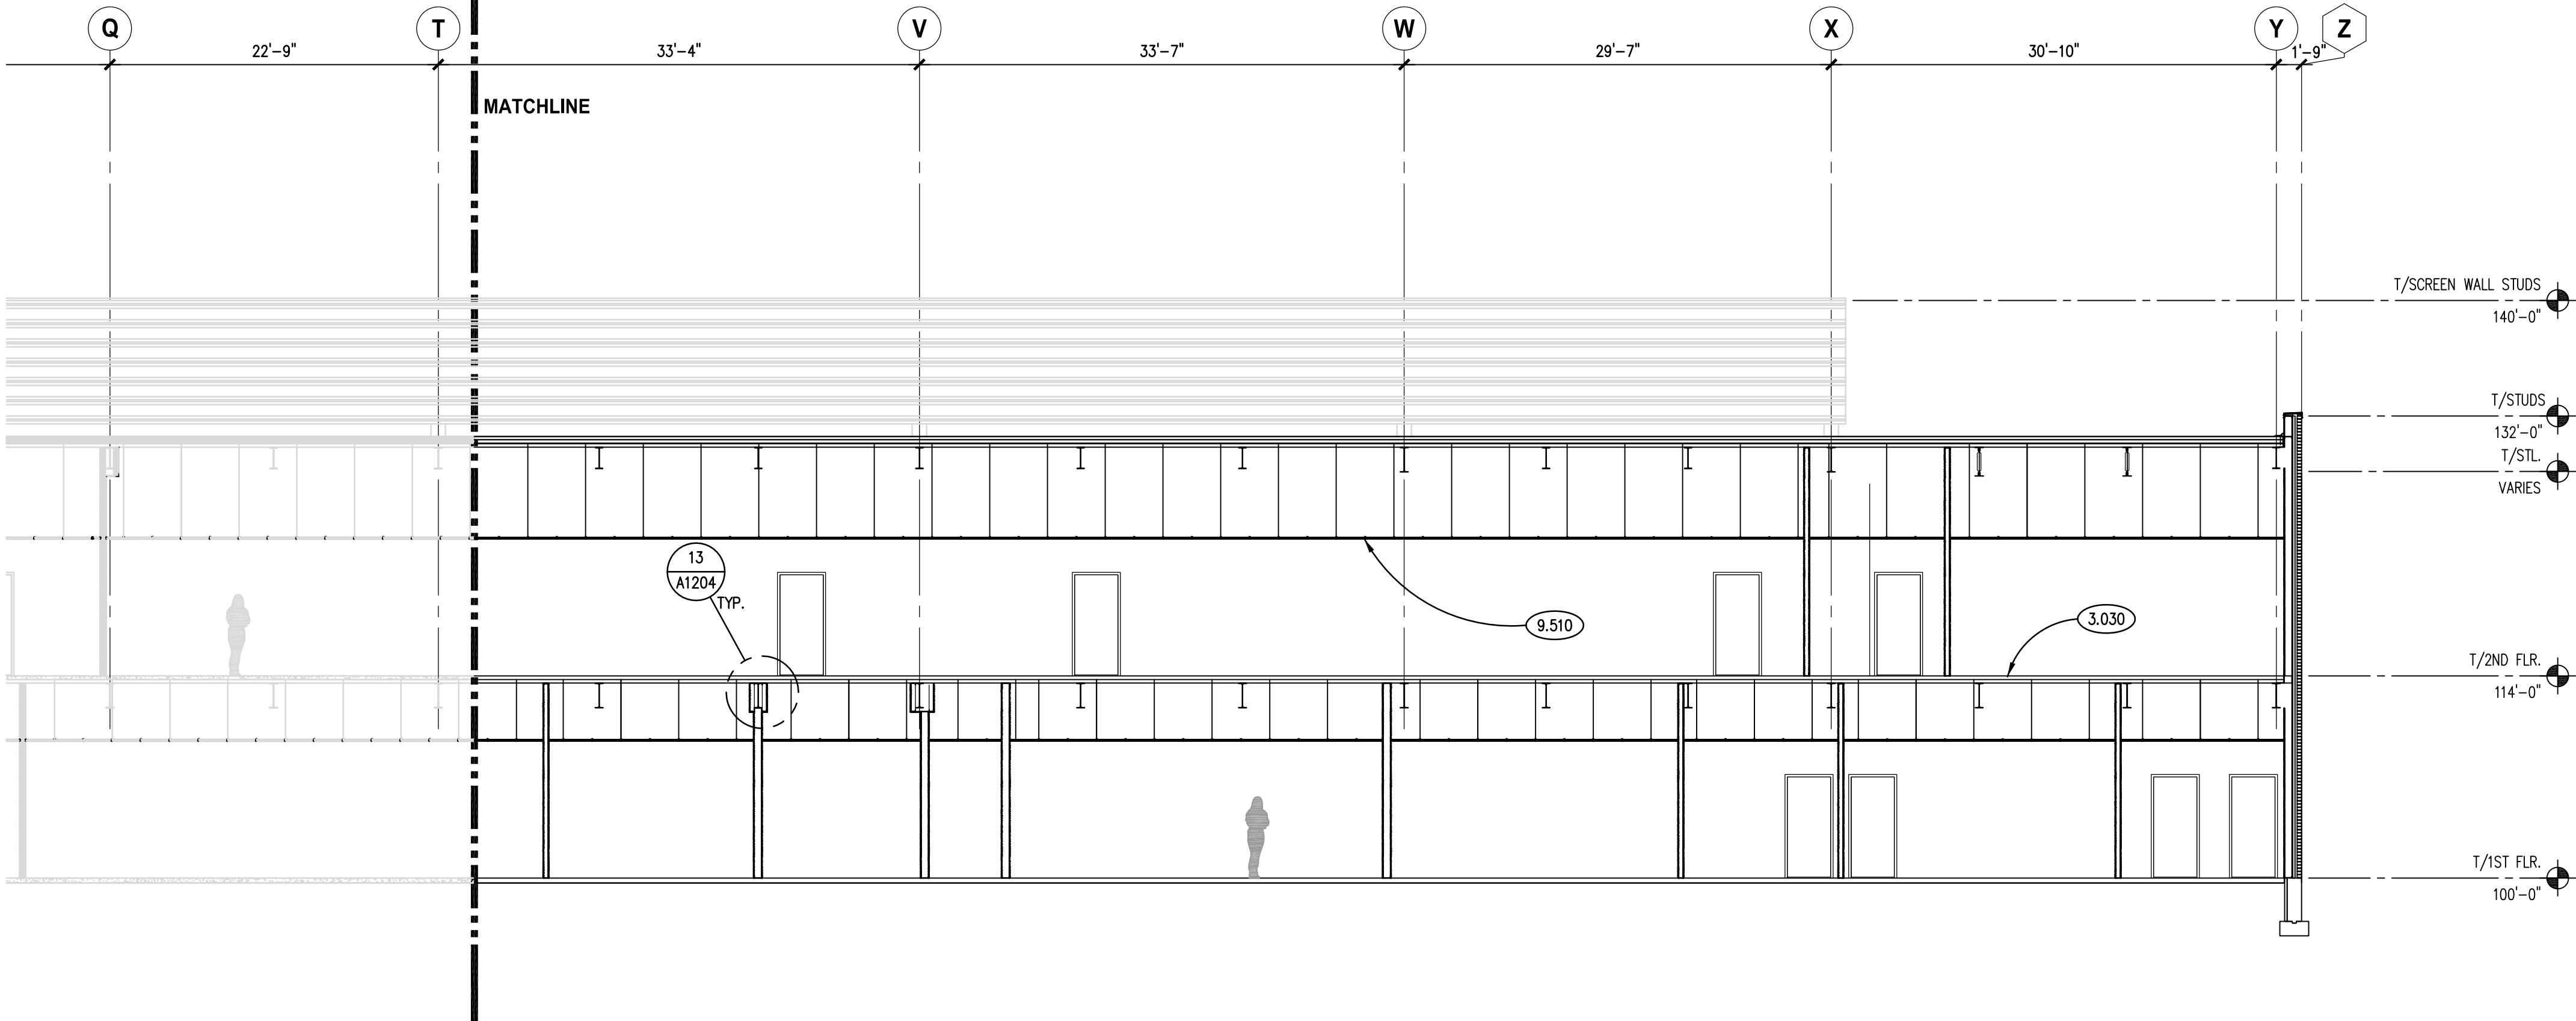 Q
T
V
W
X
Y
Z
22'-9"
33'-4"
33'-7"
29'-7"
30'-10"
1'-9"
MATCHLINE
T/SCREEN WALL STUDS
140'-0"
T/STUDS
132'-0"
T/STL.
VARIES
13
A1204
TYP.
9.510
3.030
T/2ND FLR.
114'-0"
T/1ST FLR.
100'-0"